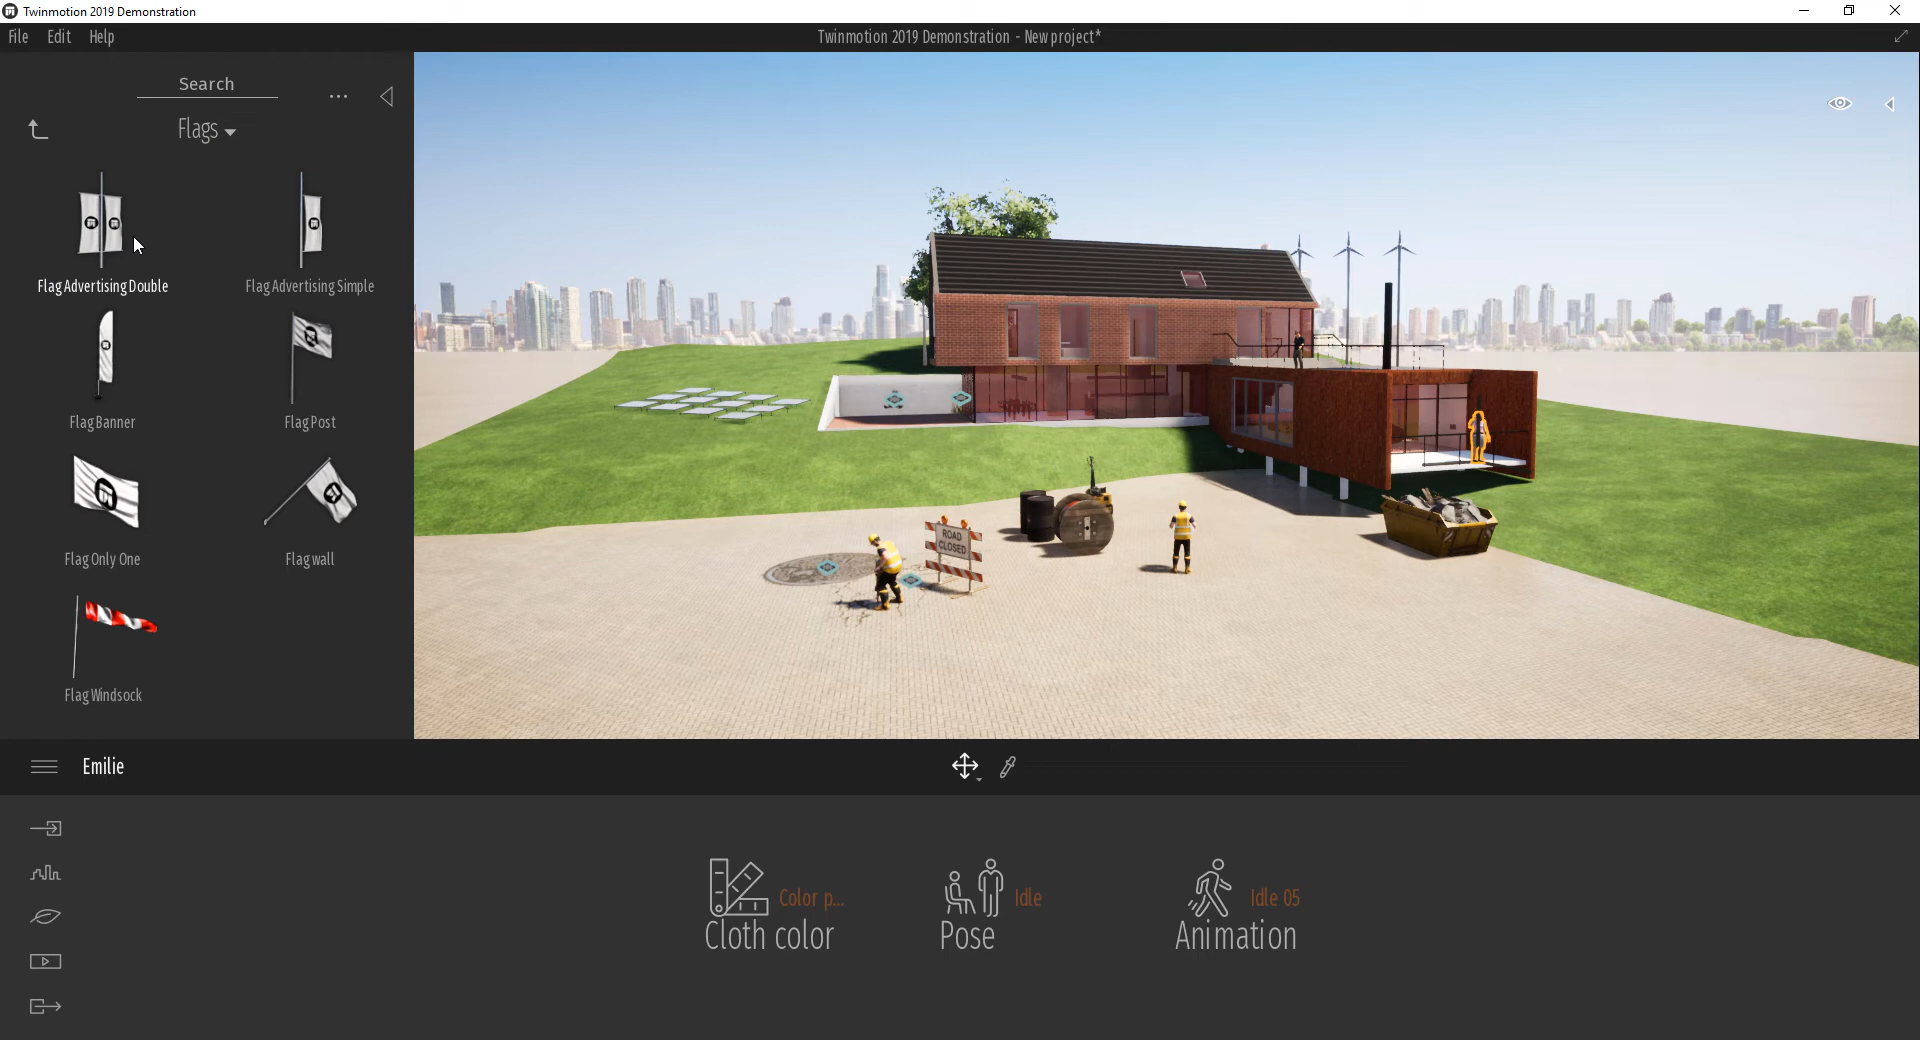 Twinmotion 2019 Demonstration
File Edit Help
Twinmotion 2019 Demonstration - New project*
Search
...
Flags
Flag Advertising Double
Flag Advertising Simple
Flag Banner
Flag Post
Flag Only One
Flag wall
Flag Windsock
ROAD
CLOSED
Emilie
Color p...
Cloth color
Idle
Pose
Idle 05
Animation